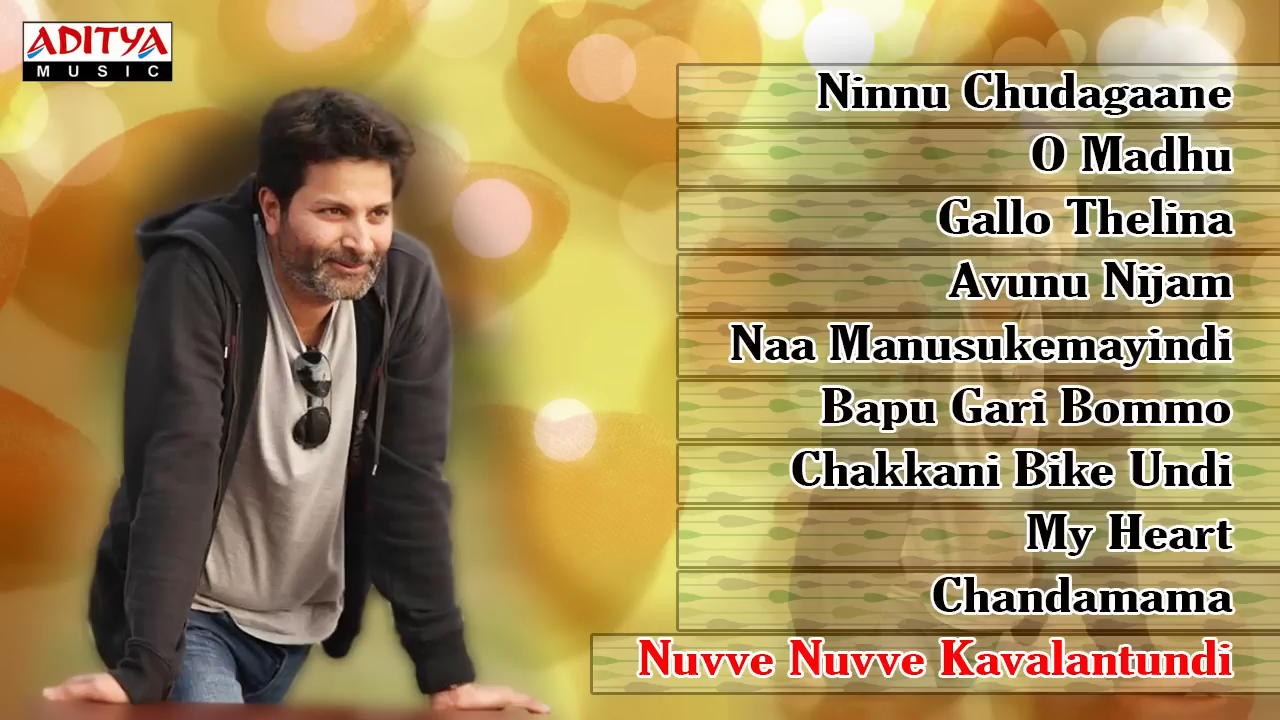 ADITYA
MUSIC
Ninnu Chudagaane
O Madhu
Gallo Thelina
Avunu Nijam
Naa Manusukemayindi
Bapu Gari Bommo
Chakkani Bike Undi
My Heart
Chandamama
Nuvve Nuvve Kavalantundi